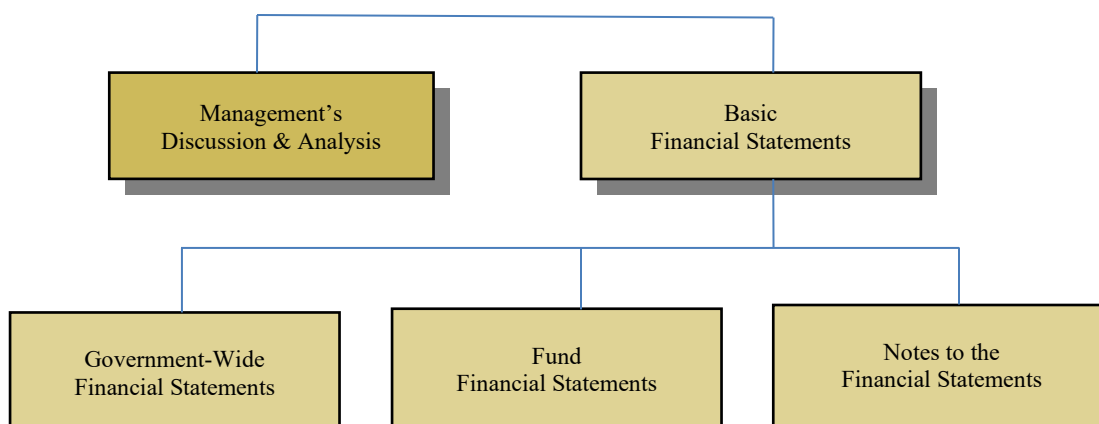 Management’s
Discussion & Analysis
Basic
Financial Statements
Government-Wide
Financial Statements
Fund
Financial Statements
Notes to the
Financial Statements